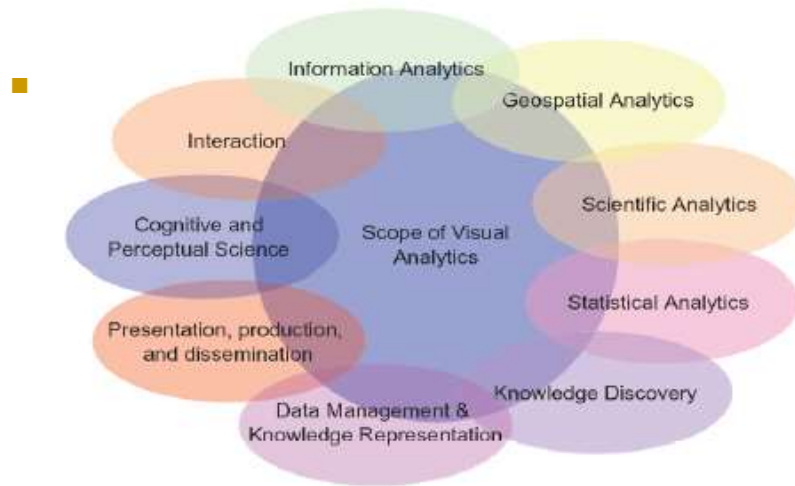 Information Analytics
Geospatial Analytics
Interaction
Scientific Analytics
Cognitive and
Perceptual Science
Scope of Visual
Analytics
Statistical Analytics
Presentation, production,
and dissemination
Knowledge Discovery
Data Management &
Knowledge Representation